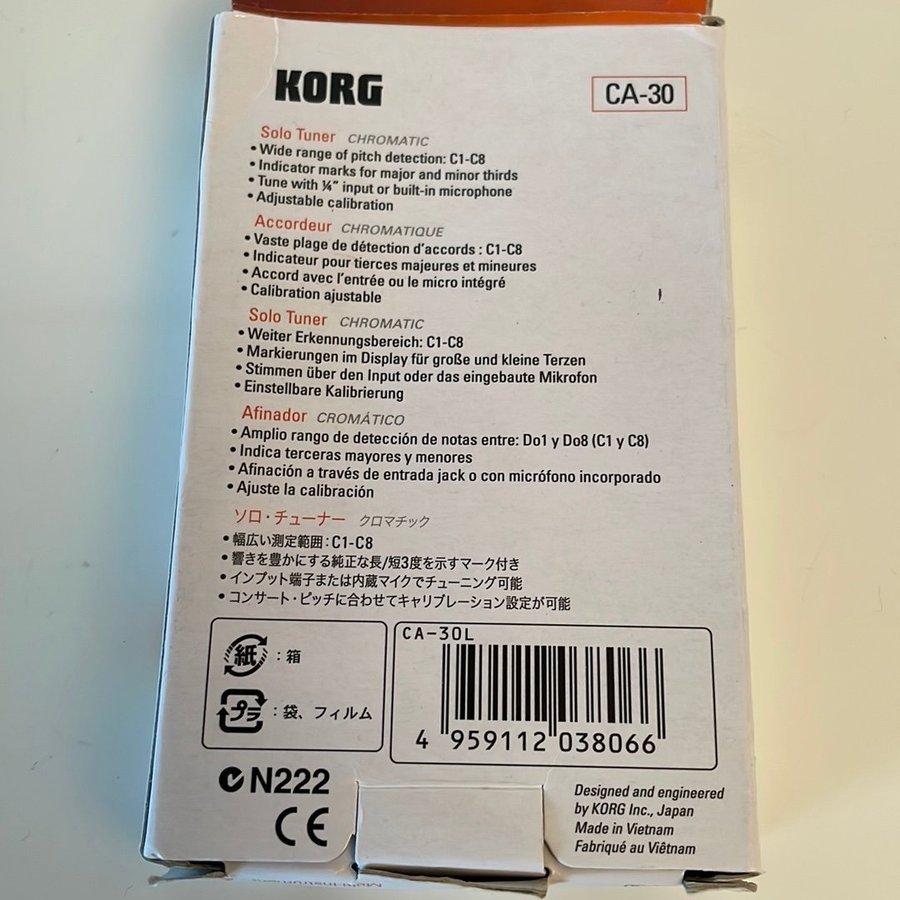 KORG
CA-30
Solo Tuner CHROMATIC
• Wide range of pitch detection: C1-C8
• Indicator marks for major and minor thirds
• Tune with ¼" input or built-in microphone
• Adjustable calibration
Accordeur CHROMATIQUE
• Vaste plage de détection d'accords : C1-C8
• Indicateur pour tierces majeures et mineures
• Accord avec l'entrée ou le micro intégré
• Calibration ajustable
Solo Tuner CHROMATIC
• Weiter Erkennungsbereich: C1-C8
• Markierungen im Display für große und kleine Terzen
• Stimmen über den Input oder das eingebaute Mikrofon
• Einstellbare Kalibrierung
Afinador CROMÁTICO
• Amplio rango de detección de notas entre: Do1 y Do8 (C1 y C8)
• Indica terceras mayores y menores
• Afinación a través de entrada jack o con micrófono incorporado
• Ajuste la calibración
ソロ・チューナー クロマチック
• 幅広い測定範囲：C1-C8
• 響きを豊かにする純正な長/短3度を示すマーク付き
• インプット端子または内蔵マイクでチューニング可能
• コンサート・ピッチに合わせてキャリブレーション設定が可能
紙：箱
プラ：袋、フィルム
CA-30L
4 959112 038066
N222
CE
Designed and engineered
by KORG Inc., Japan
Made in Vietnam
Fabriqué au Viêtnam